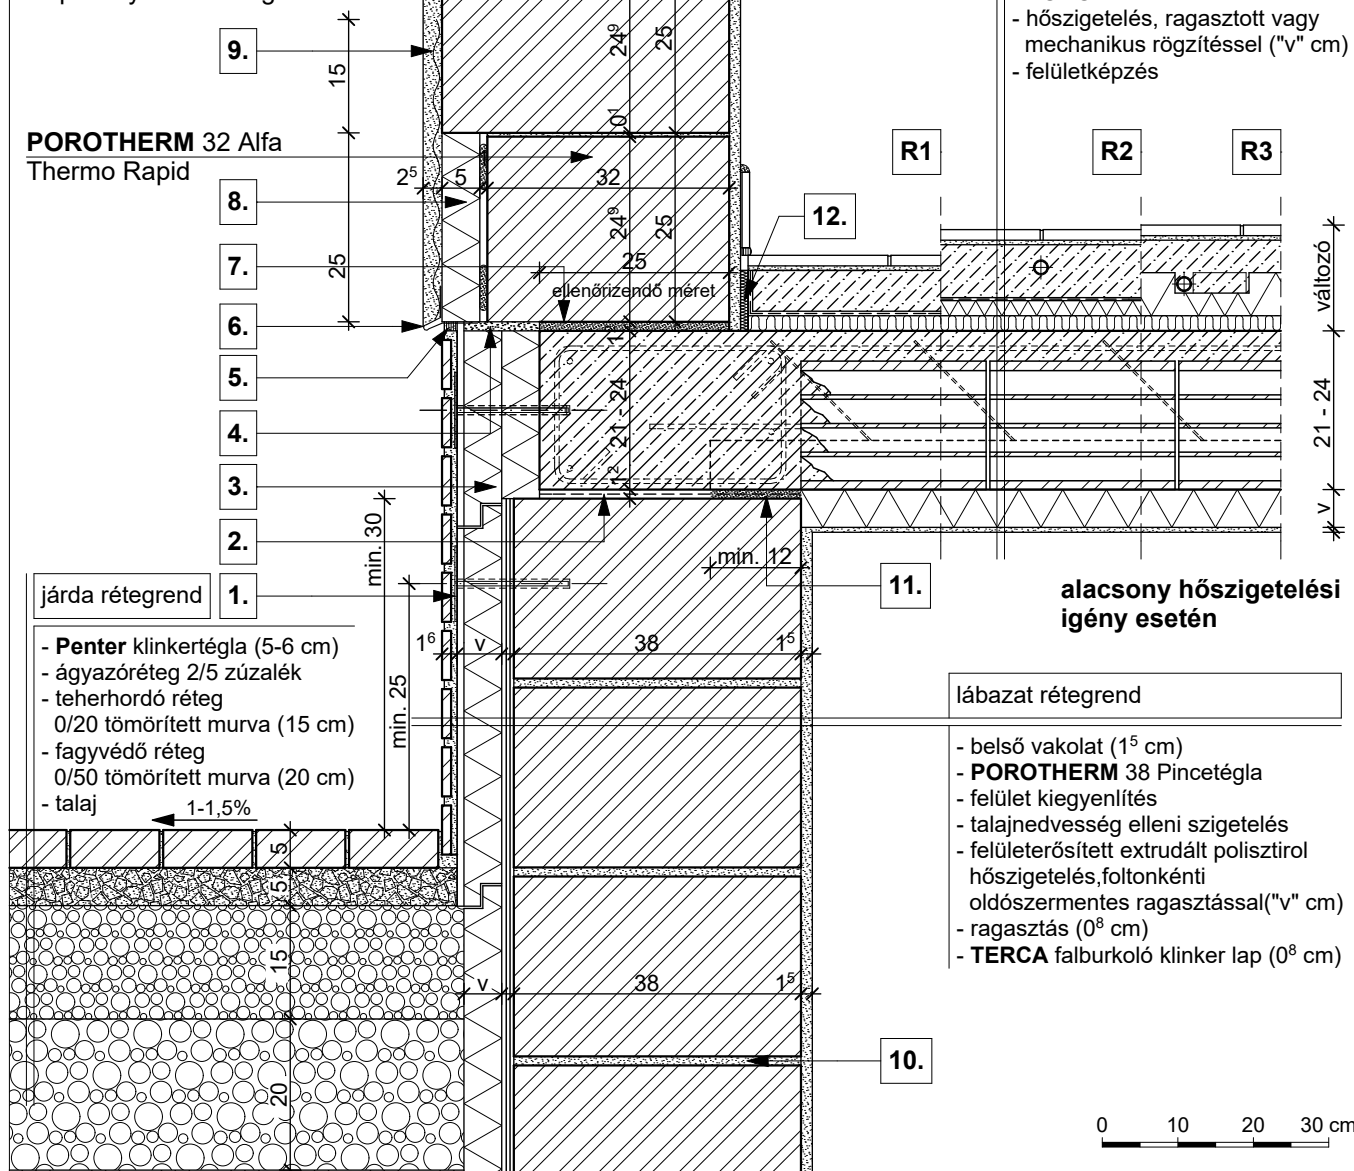 - hőszigetelés, ragasztott vagy
mechanikus rögzítéssel ("v" cm)
- felületképzés
9.
15
24⁹
25
0¹
POROTHERM 32 Alfa
Thermo Rapid
R1
R2
R3
2⁵
5
32
8.
24⁹
25
12.
7.
25
25
ellenőrizendő méret
változó
6.
1
5.
4.
21 - 24
21 - 24
3.
1²
v
2.
min. 30
min. 12
11.
alacsony hőszigetelési
igény esetén
járda rétegrend
1.
- Penter klinkertégla (5-6 cm)
- ágyazóréteg 2/5 zúzalék
- teherhordó réteg
0/20 tömörített murva (15 cm)
- fagyvédő réteg
0/50 tömörített murva (20 cm)
- talaj
1-1,5%
1⁶
v
38
1⁵
min. 25
lábazat rétegrend
- belső vakolat (1⁵ cm)
- POROTHERM 38 Pincetégla
- felület kiegyenlítés
- talajnedvesség elleni szigetelés
- felületerősített extrudált polisztirol
hőszigetelés,foltonkénti
oldószermentes ragasztással("v" cm)
- ragasztás (0⁸ cm)
- TERCA falburkoló klinker lap (0⁸ cm)
5
5
15
v
38
1⁵
10.
20
0
10
20
30 cm